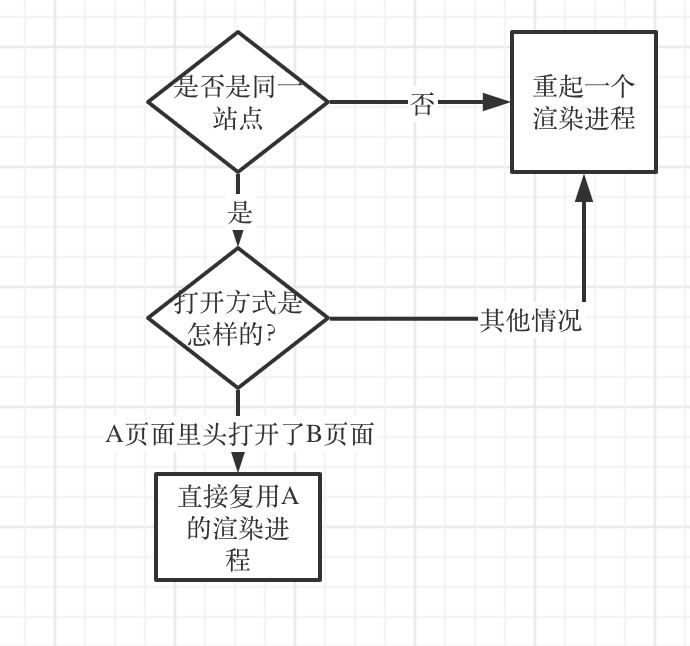 是否是同一
站点
否
重起一个
渲染进程
是
打开方式是
怎样的?
其他情况
A页面里头打开了B页面
直接复用A
的渲染进
程